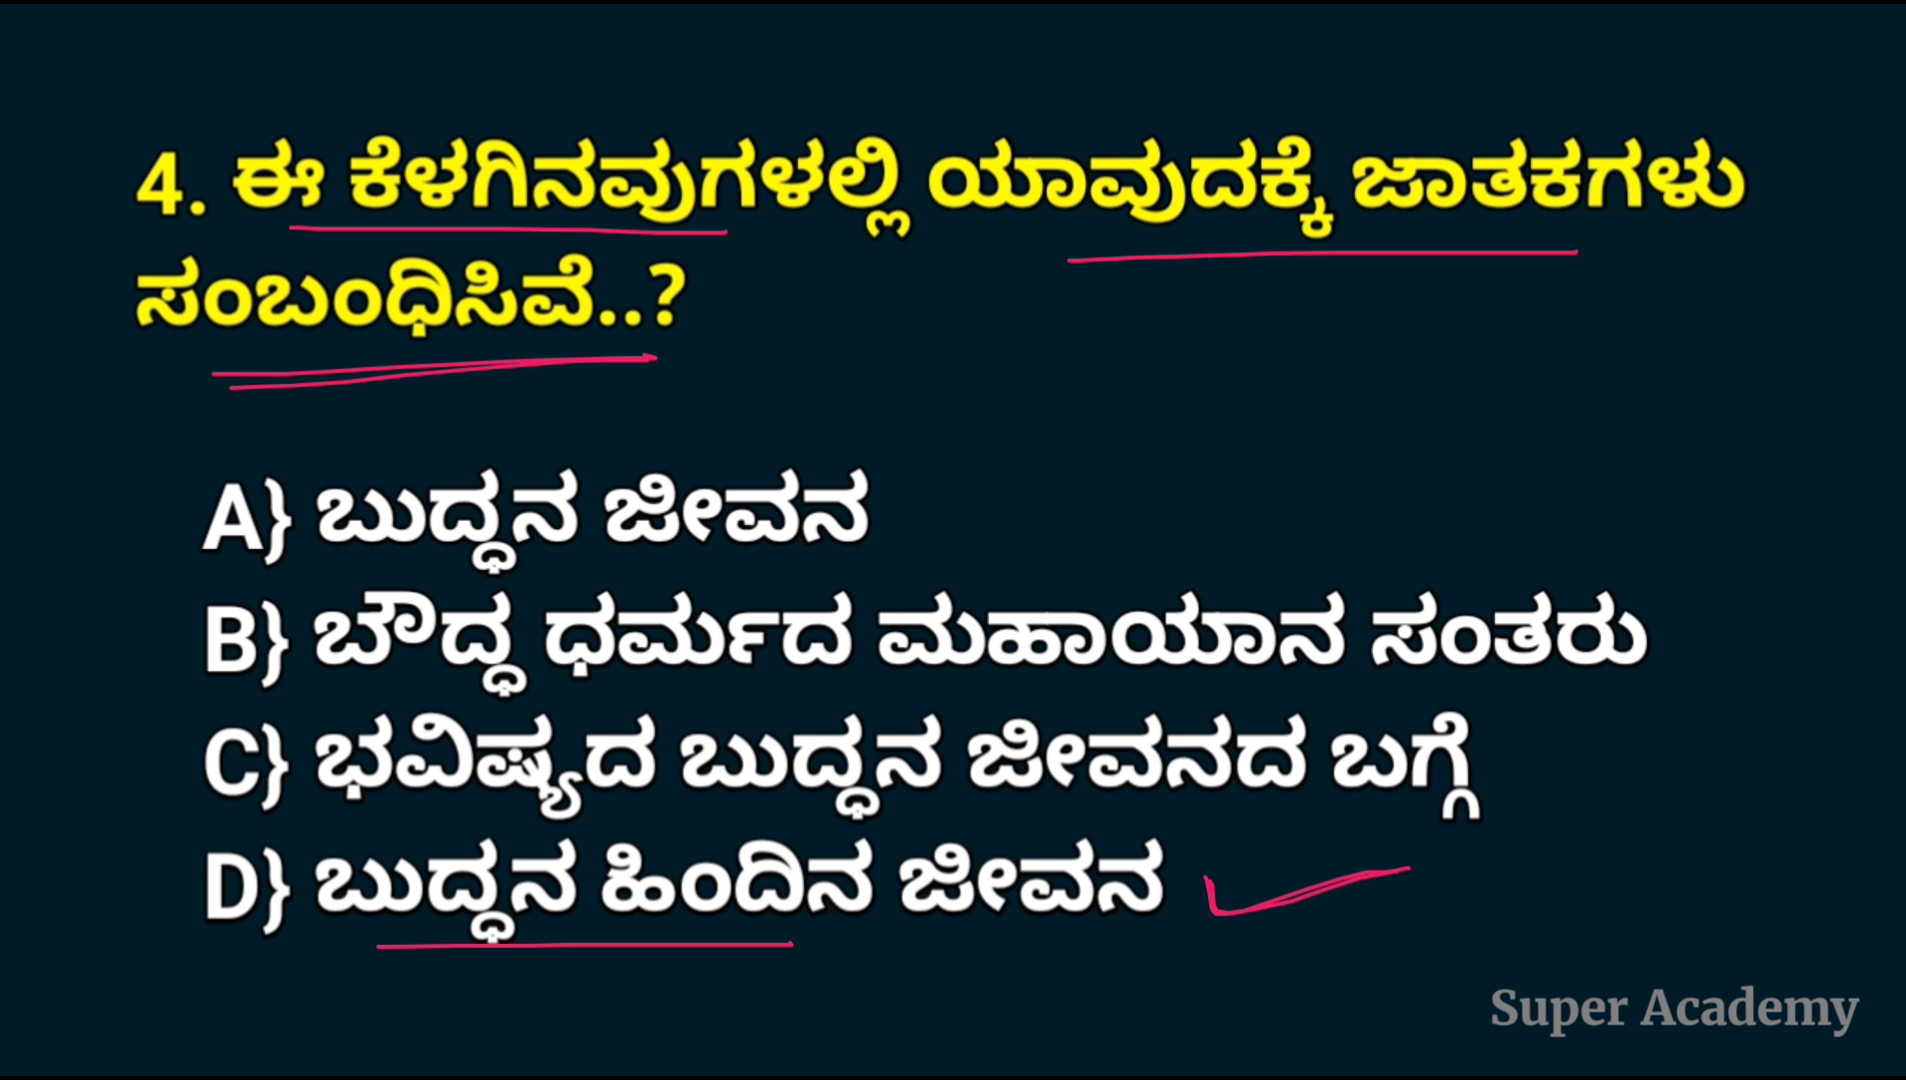 4. ಈ ಕೆಳಗಿನವುಗಳಲ್ಲಿ ಯಾವುದಕ್ಕೆ ಜಾತಕಗಳು
ಸಂಬಂಧಿಸಿವೆ..?
A} ಬುದ್ಧನ ಜೀವನ
B} ಬೌದ್ಧ ಧರ್ಮದ ಮಹಾಯಾನ ಸಂತರು
C} ಭವಿಷ್ಯದ ಬುದ್ಧನ ಜೀವನದ ಬಗ್ಗೆ
D} ಬುದ್ಧನ ಹಿಂದಿನ ಜೀವನ
Super Academy